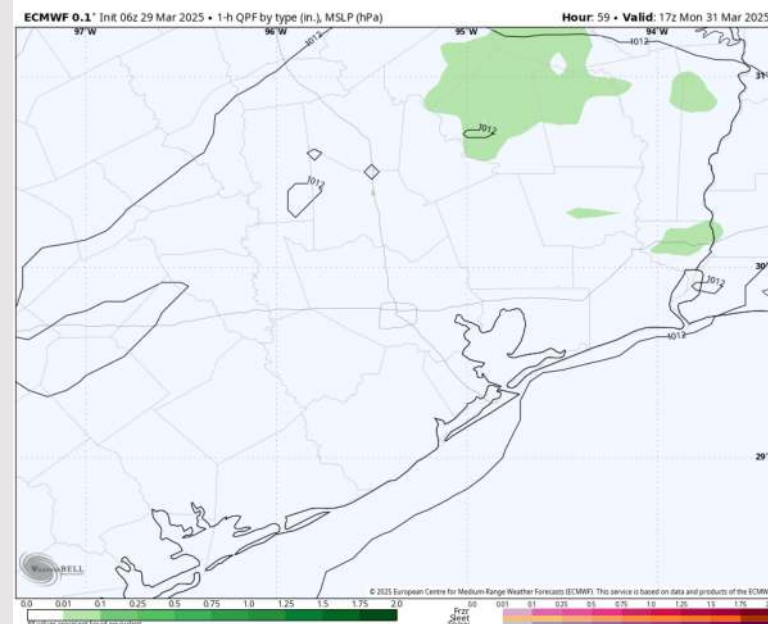 ECMWF 0.1° Init 06z 29 Mar 2025 • 1-h QPF by type (in.), MSLP (hPa) Hour: 59 • Valid: 17z Mon 31 Mar 2025
97°W 96°W 95°W 94°W
1012
1012
31°
1012
1012
30°
1012
1012
29°
WeatherBELL
© 2025 European Centre for Medium-Range Weather Forecasts (ECMWF). This service is based on data and products of the ECMW
0.0 0.01 0.1 0.25 0.5 0.75 1.0 1.25 1.5 1.75 2.0
0.0 0.01 0.1 0.25 0.5 0.75 1.0 1.25 1.5 1.75
Frzr
Sleet